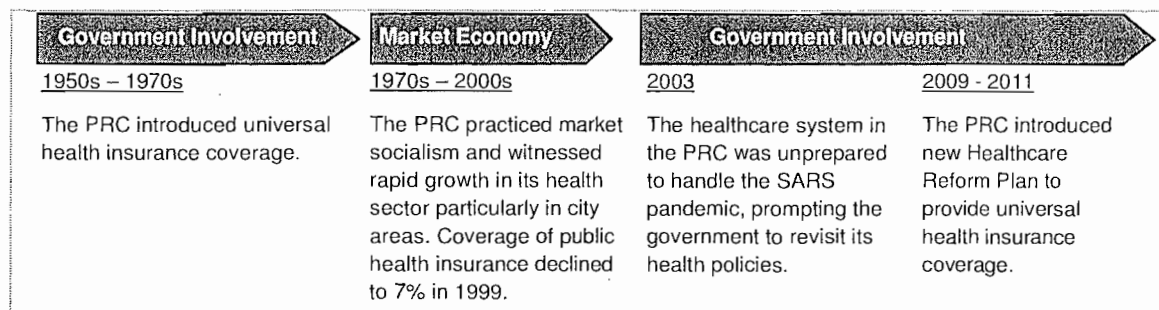 Government Involvement
Market Economy
Government Involvement
1950s – 1970s
The PRC introduced universal
health insurance coverage.
1970s – 2000s
The PRC practiced market
socialism and witnessed
rapid growth in its health
sector particularly in city
areas. Coverage of public
health insurance declined
to 7% in 1999.
2003
The healthcare system in
the PRC was unprepared
to handle the SARS
pandemic, prompting the
government to revisit its
health policies.
2009 - 2011
The PRC introduced
new Healthcare
Reform Plan to
provide universal
health insurance
coverage.